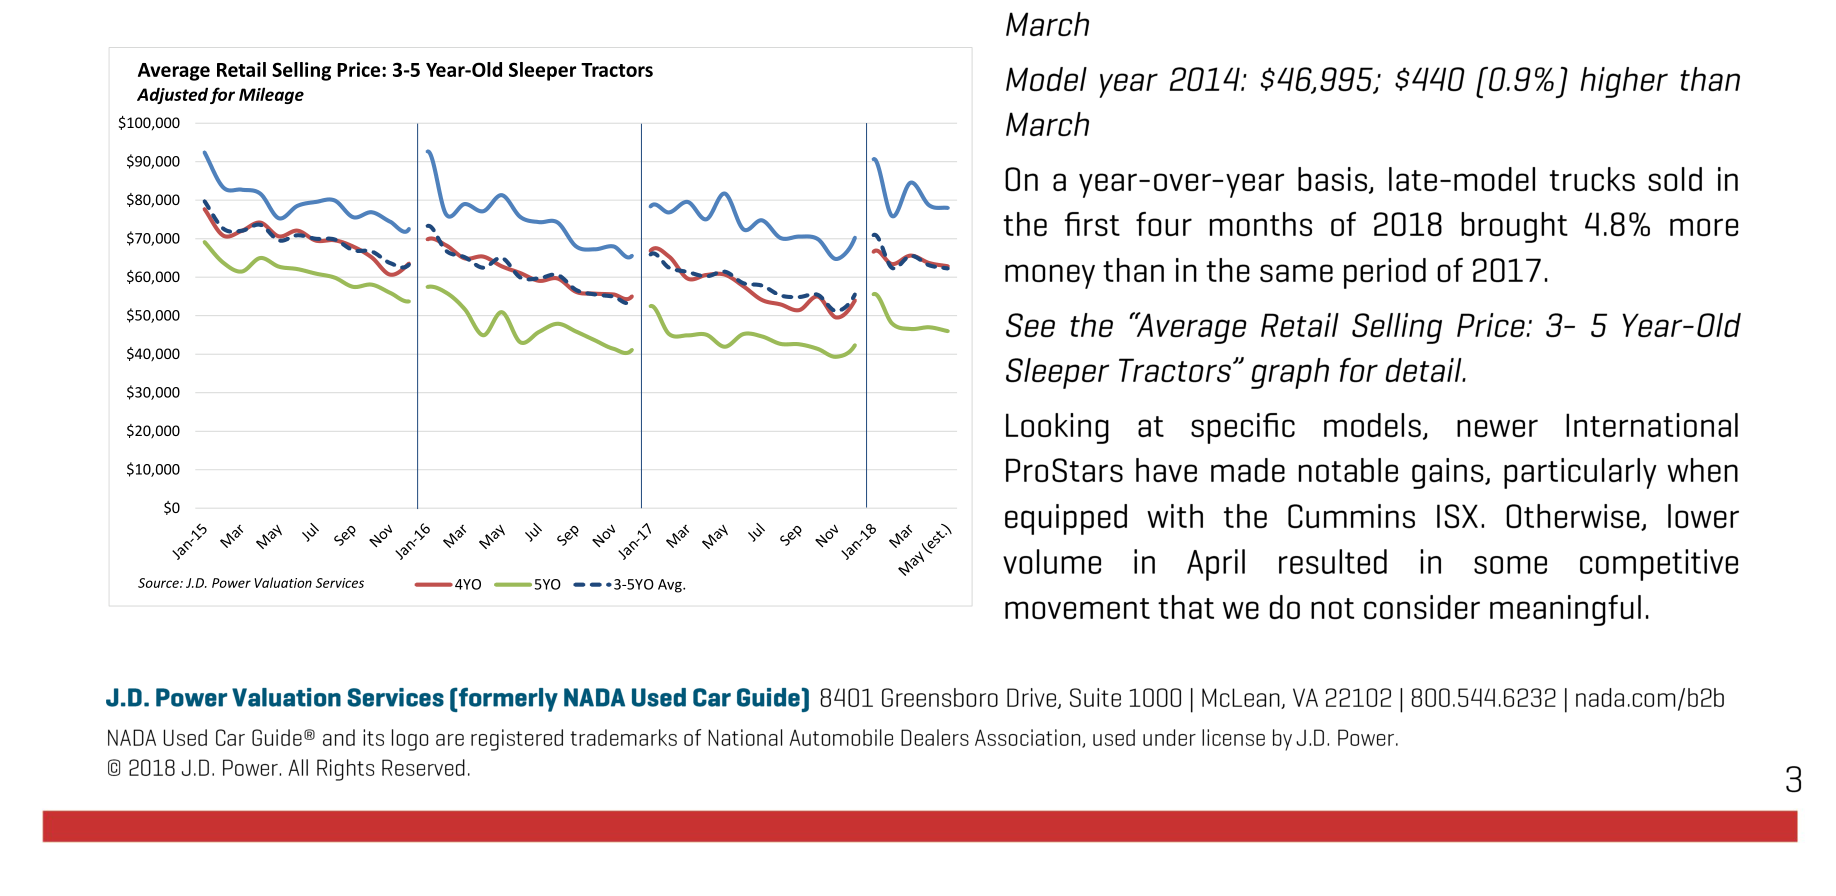 Average Retail Selling Price: 3-5 Year-Old Sleeper Tractors
Adjusted for Mileage
$100,000
$90,000
$80,000
$70,000
$60,000
$50,000
$40,000
$30,000
$20,000
$10,000
$0
Jan-15
Mar
May
Jul
Sep
Nov
Jan-16
Mar
May
Jul
Sep
Nov
Jan-17
Mar
May
Jul
Sep
Nov
Jan-18
Mar
May (est.)
Source: J.D. Power Valuation Services
4YO
5YO
3-5YO Avg.
March
Model year 2014: $46,995; $440 (0.9%) higher than
March
On a year-over-year basis, late-model trucks sold in
the first four months of 2018 brought 4.8% more
money than in the same period of 2017.
See the “Average Retail Selling Price: 3- 5 Year-Old
Sleeper Tractors” graph for detail.
Looking at specific models, newer International
ProStars have made notable gains, particularly when
equipped with the Cummins ISX. Otherwise, lower
volume in April resulted in some competitive
movement that we do not consider meaningful.
J.D. Power Valuation Services (formerly NADA Used Car Guide) 8401 Greensboro Drive, Suite 1000 | McLean, VA 22102 | 800.544.6232 | nada.com/b2b
NADA Used Car Guide® and its logo are registered trademarks of National Automobile Dealers Association, used under license by J.D. Power.
© 2018 J.D. Power. All Rights Reserved.
3